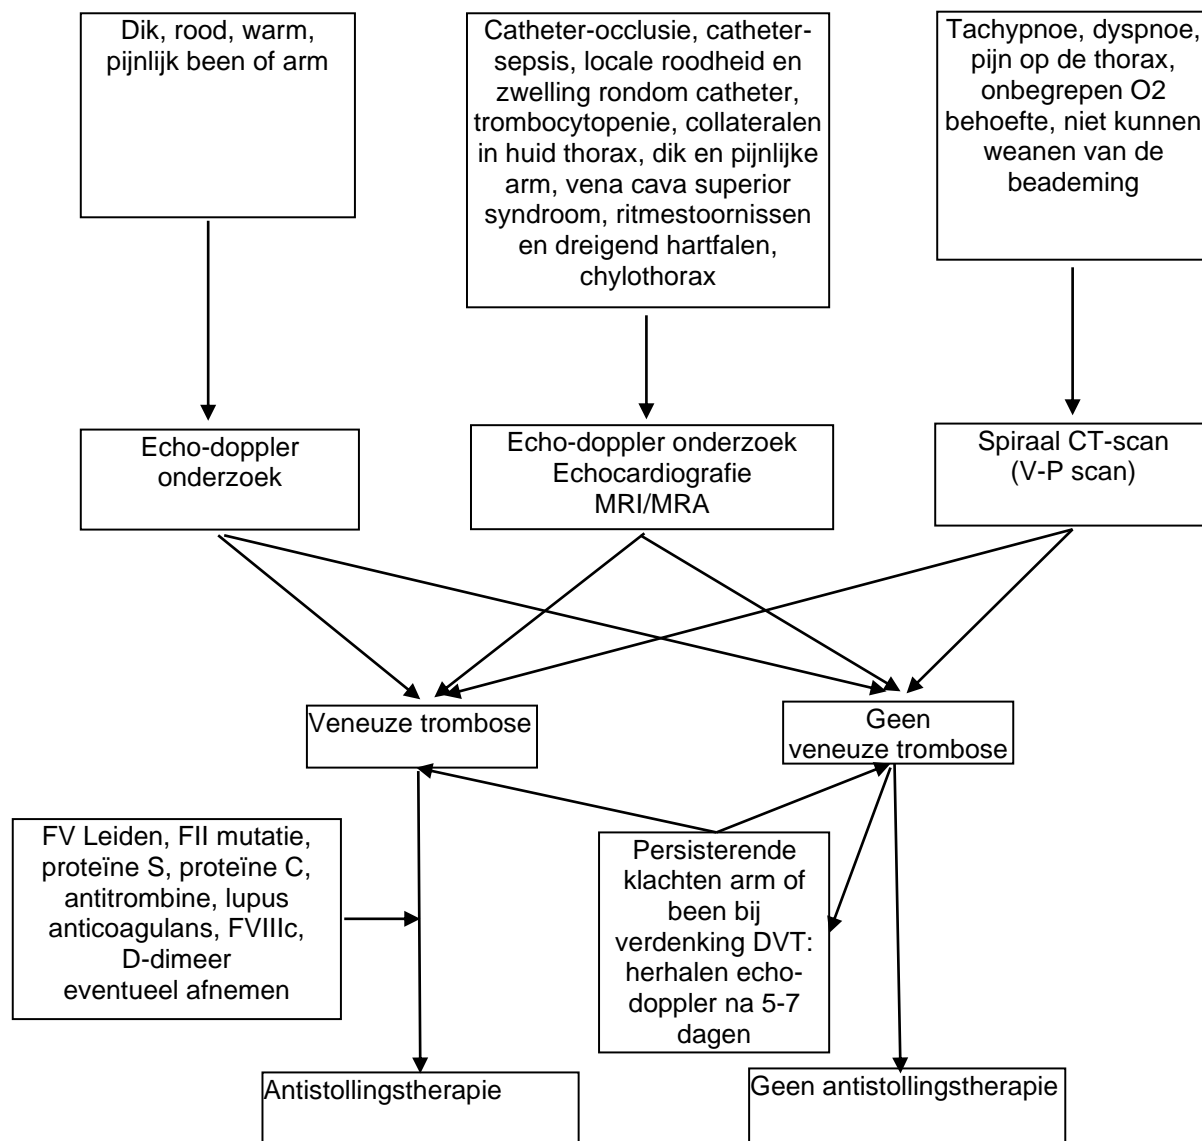 Dik, rood, warm,
pijnlijk been of arm
Catheter-occlusie, catheter-
sepsis, locale roodheid en
zwelling rondom catheter,
trombocytopenie, collateralen
in huid thorax, dik en pijnlijke
arm, vena cava superior
syndroom, ritmestoornissen
en dreigend hartfalen,
chylothorax
Tachypnoe, dyspnoe,
pijn op de thorax,
onbegrepen O2
behoefte, niet kunnen
weanen van de
beademing
Echo-doppler
onderzoek
Echo-doppler onderzoek
Echocardiografie
MRI/MRA
Spiraal CT-scan
(V-P scan)
Veneuze trombose
Geen
veneuze trombose
FV Leiden, FII mutatie,
proteïne S, proteïne C,
antitrombine, lupus
anticoagulans, FVIIIc,
D-dimeer
eventueel afnemen
Persisterende
klachten arm of
been bij
verdenking DVT:
herhalen echo-
doppler na 5-7
dagen
Antistollingstherapie
Geen antistollingstherapie